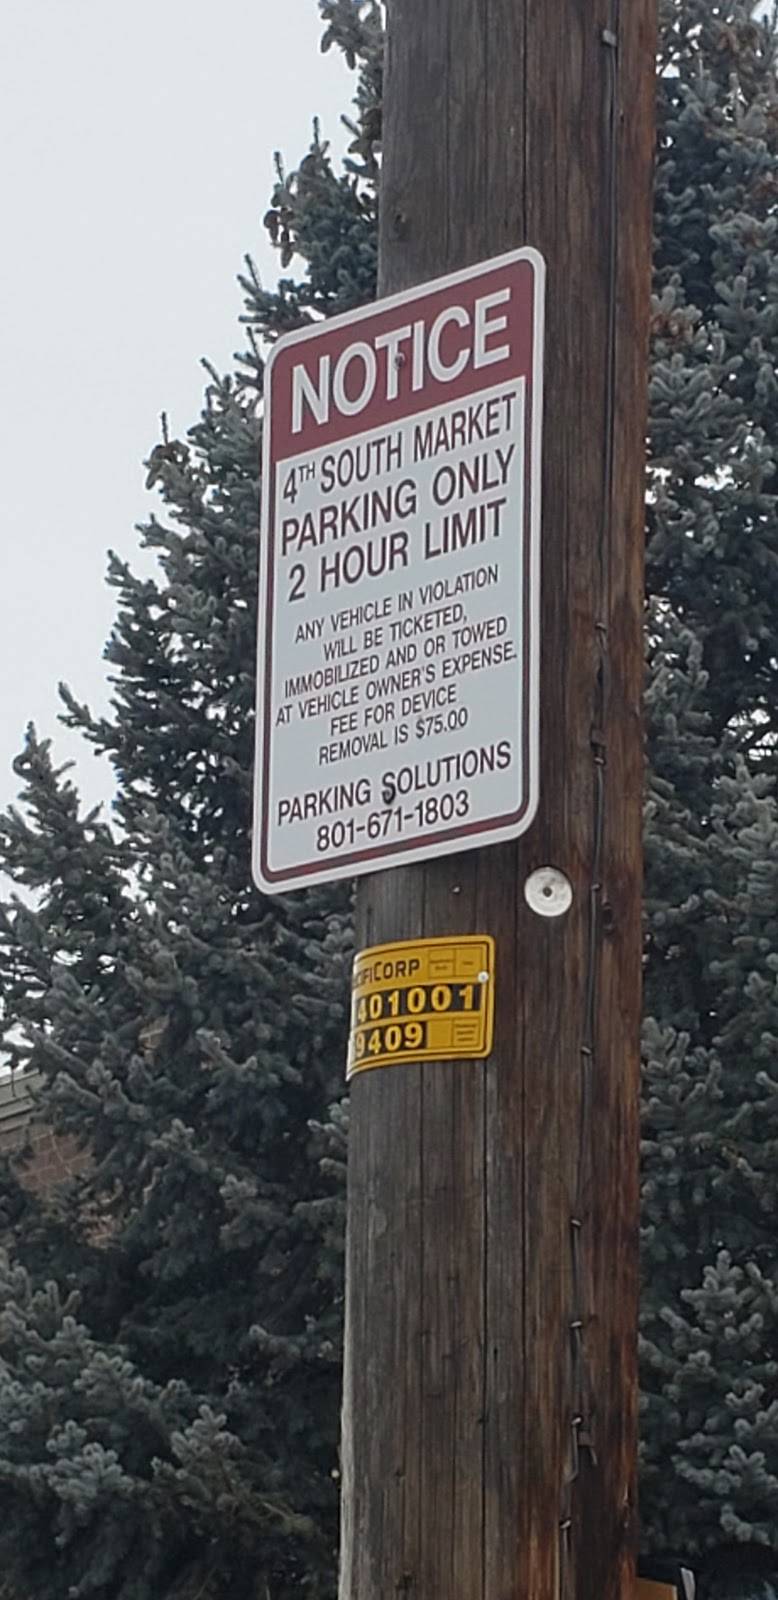 NOTICE
4TH SOUTH MARKET
PARKING ONLY
2 HOUR LIMIT
ANY VEHICLE IN VIOLATION
WILL BE TICKETED,
IMMOBILIZED AND OR TOWED
AT VEHICLE OWNER'S EXPENSE.
FEE FOR DEVICE
REMOVAL IS $75.00
PARKING SOLUTIONS
801-671-1803
CIFICORP
401001
9409